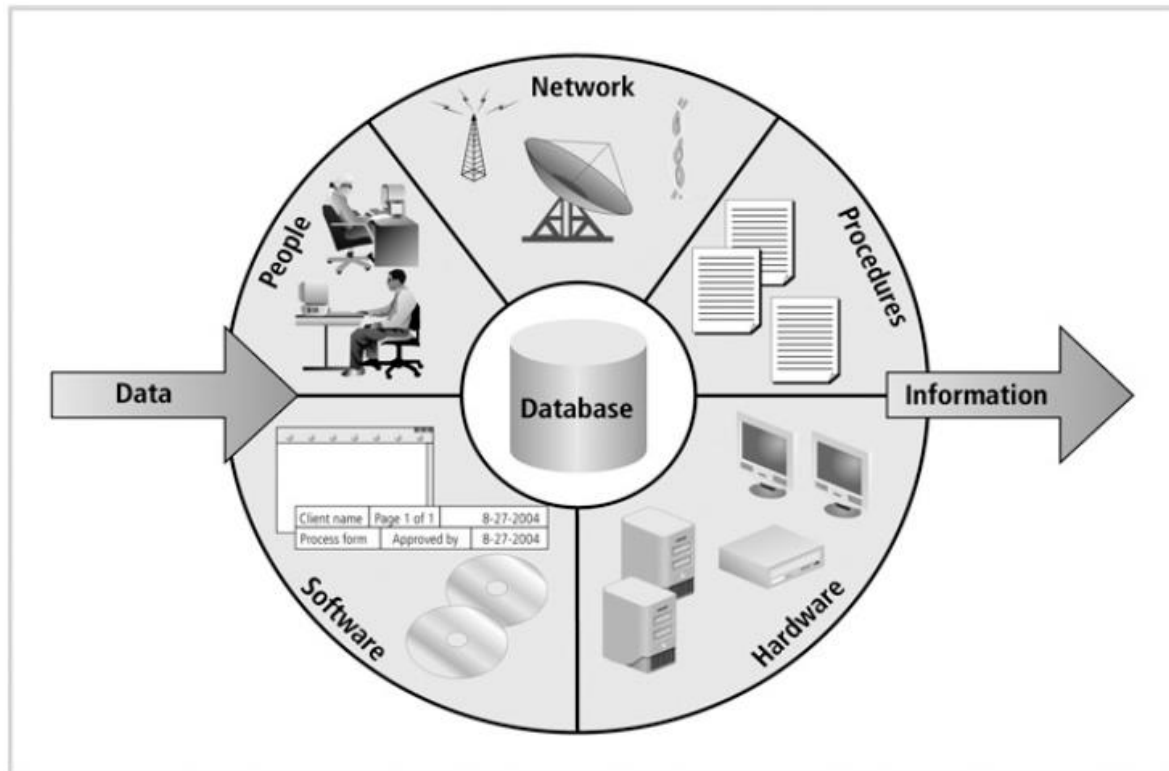 Network
People
Procedures
Data
Database
Information
Client name Page 1 of 1 8-27-2004
Process form Approved by 8-27-2004
Software
Hardware